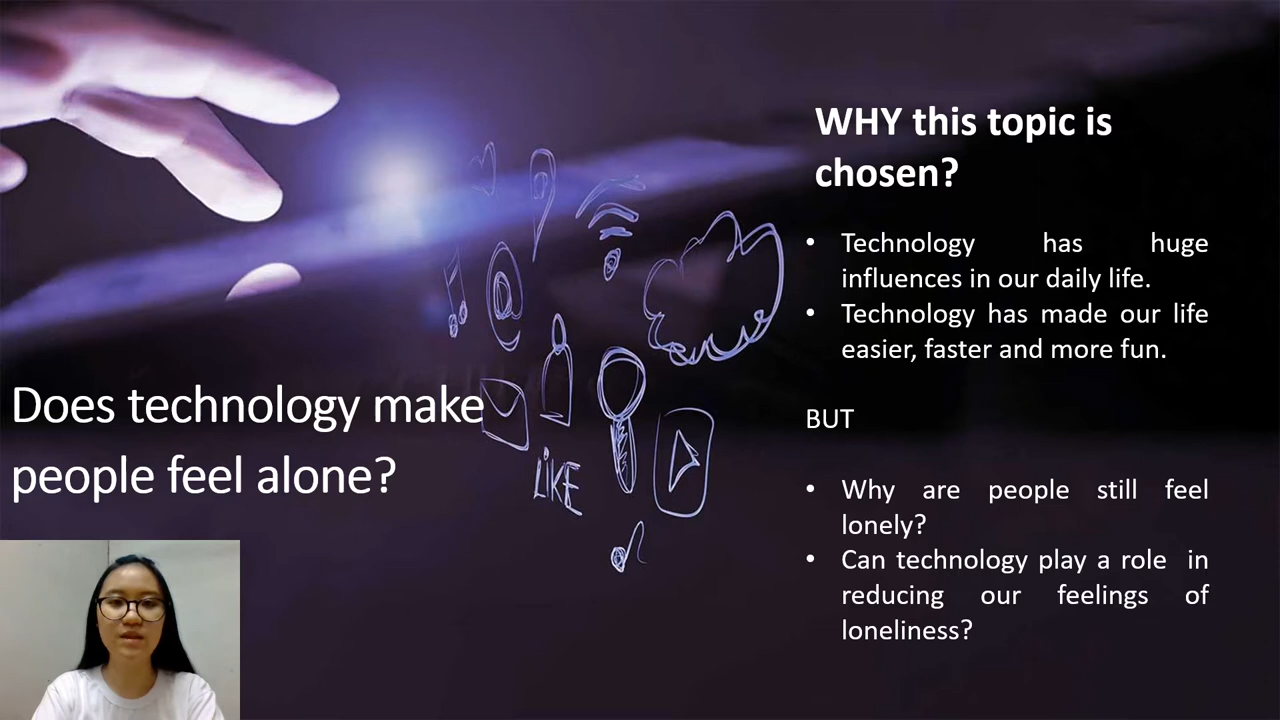 Does technology make
people feel alone?
LIKE
WHY this topic is
chosen?
• Technology has huge
influences in our daily life.
• Technology has made our life
easier, faster and more fun.
BUT
• Why are people still feel
lonely?
• Can technology play a role in
reducing our feelings of
loneliness?